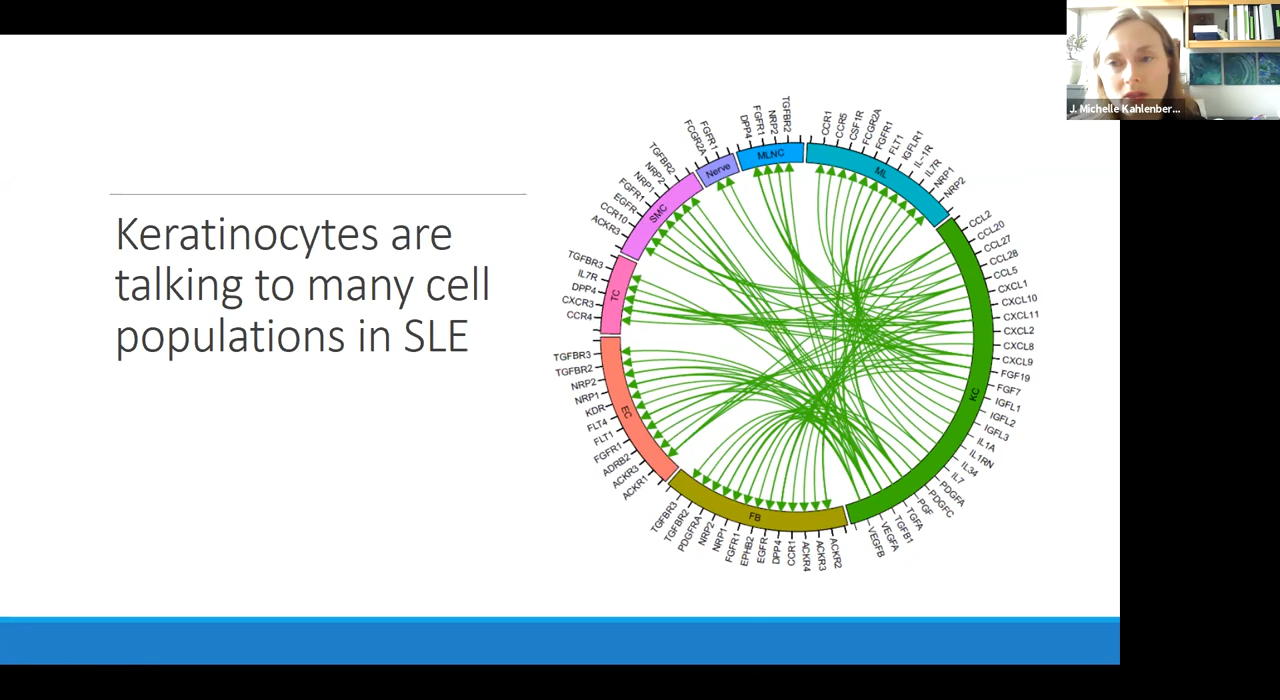 J. Michelle Kahlenber...
Keratinocytes are
talking to many cell
populations in SLE
MLNC
DPP4
FGFR1
NRP2
TGFBR2
ML
CCR1
CCR5
CSF1R
FCGR2A
FGFR1
FLT1
IGFLR1
IL-1R
IL7R
NRP1
NRP2
KC
CCL2
CCL20
CCL27
CCL28
CCL5
CXCL1
CXCL10
CXCL11
CXCL2
CXCL8
CXCL9
FGF19
FGF7
IGFL1
IGFL2
IGFL3
IL1A
IL1RN
IL34
IL7
PDGFA
PDGFC
PGF
TGFA
TGFB1
VEGFA
VEGFB
FB
ACKR2
ACKR3
ACKR4
CCR1
DPP4
EGFR
EPHB2
FGFR1
NRP1
NRP2
PDGFRA
TGFBR2
TGFBR3
EC
ACKR1
ACKR3
ADRB2
FGFR1
FLT1
FLT4
KDR
NRP1
NRP2
TGFBR2
TGFBR3
TC
CCR4
CXCR3
DPP4
IL7R
TGFBR3
SMC
ACKR3
CCR10
EGFR
FGFR1
NRP1
NRP2
TGFBR2
Nerve
FCGR2A
FGFR1